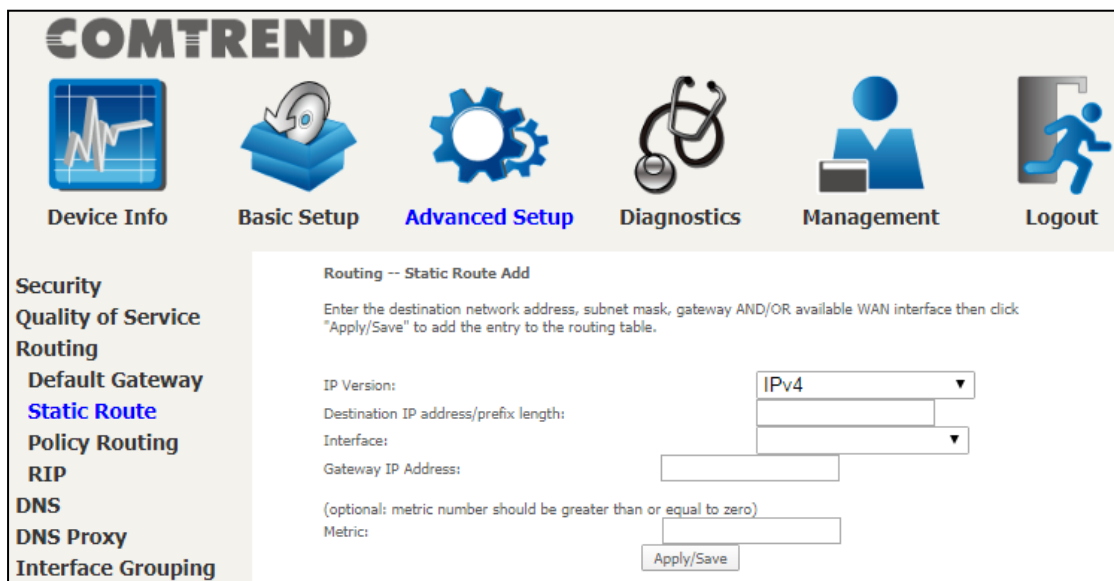 COMTREND
Device Info
Basic Setup
Advanced Setup
Diagnostics
Management
Logout
Security
Quality of Service
Routing
Default Gateway
Static Route
Policy Routing
RIP
DNS
DNS Proxy
Interface Grouping
Routing -- Static Route Add
Enter the destination network address, subnet mask, gateway AND/OR available WAN interface then click
"Apply/Save" to add the entry to the routing table.
IP Version: IPv4
Destination IP address/prefix length:
Interface:
Gateway IP Address:
(optional: metric number should be greater than or equal to zero)
Metric:
Apply/Save